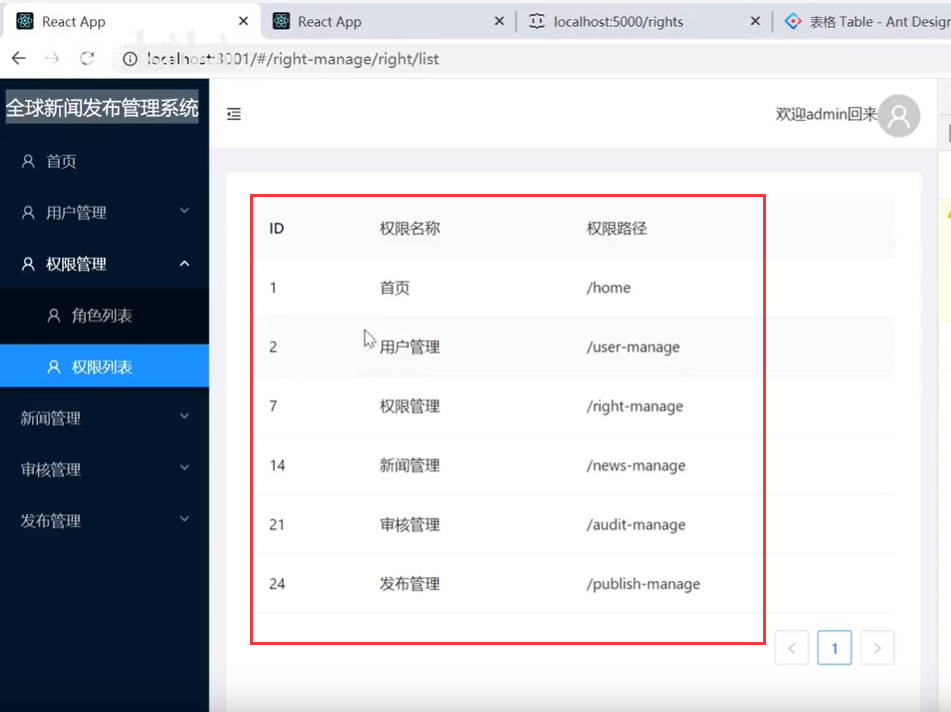 React App
React App
localhost:5000/rights
表格 Table - Ant Design
localhost:3001/#/right-manage/right/list
全球新闻发布管理系统
欢迎admin回来
首页
用户管理
权限管理
角色列表
权限列表
新闻管理
审核管理
发布管理
ID 权限名称 权限路径
1 首页 /home
2 用户管理 /user-manage
7 权限管理 /right-manage
14 新闻管理 /news-manage
21 审核管理 /audit-manage
24 发布管理 /publish-manage
< 1 >